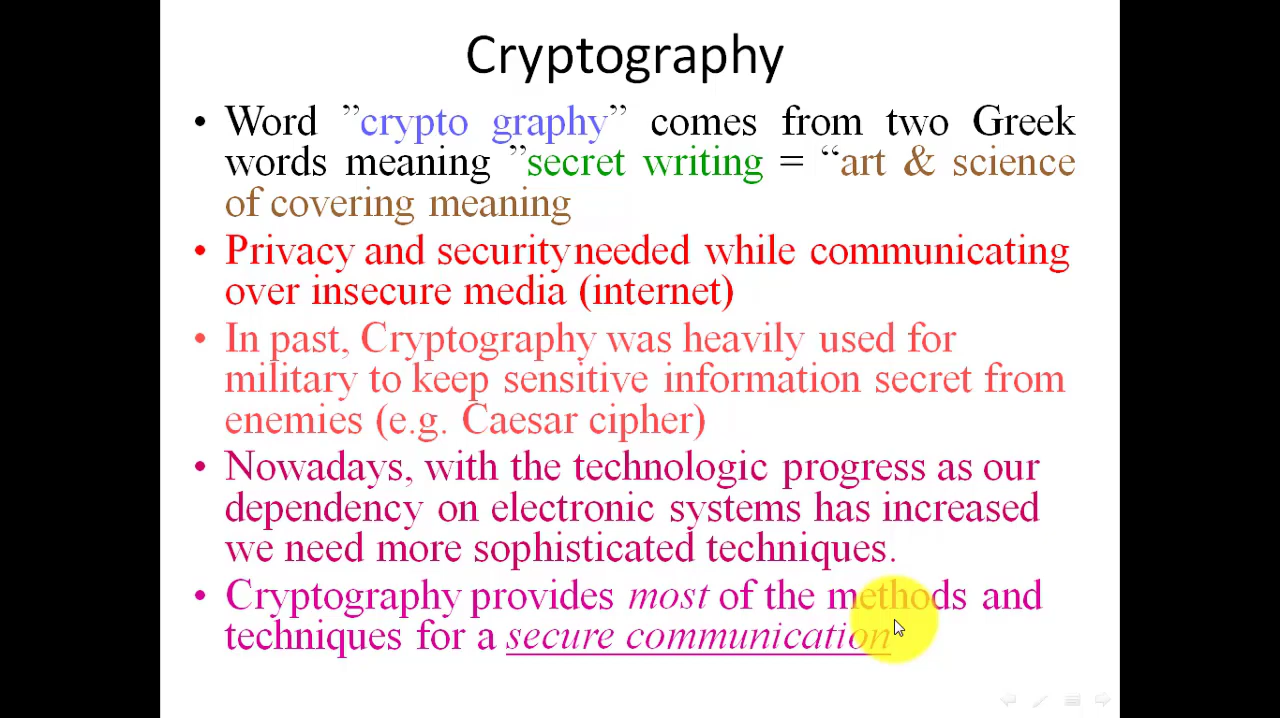 Cryptography
• Word ”crypto graphy” comes from two Greek
words meaning ”secret writing = “art & science
of covering meaning
• Privacy and security needed while communicating
over insecure media (internet)
• In past, Cryptography was heavily used for
military to keep sensitive information secret from
enemies (e.g. Caesar cipher)
• Nowadays, with the technologic progress as our
dependency on electronic systems has increased
we need more sophisticated techniques.
• Cryptography provides most of the methods and
techniques for a secure communication